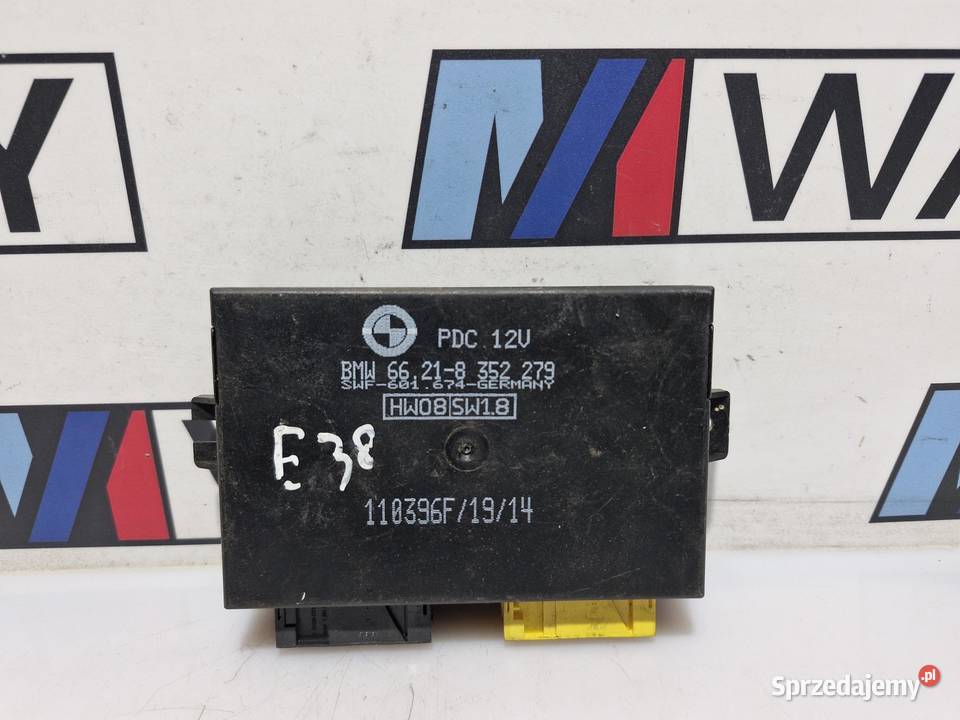 Y
M WA
PDC 12V
BMW 66.21-8 352 279
SWF-601.674-GERMANY
HW08 SW1.8
E38
110396F/19/14
Sprzedajemy.pl